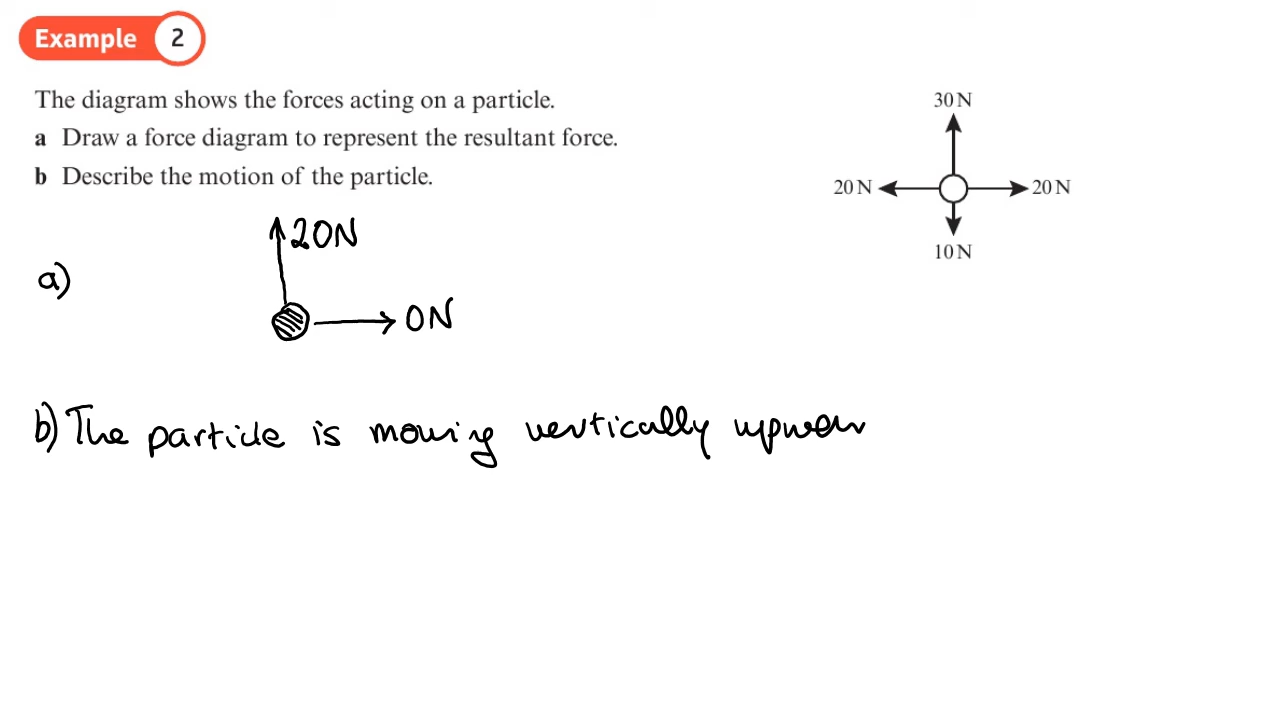 Example 2
The diagram shows the forces acting on a particle.
a Draw a force diagram to represent the resultant force.
b Describe the motion of the particle.
30 N
20 N
20 N
10 N
20N
a)
0N
b) The particle is moving vertically upwar